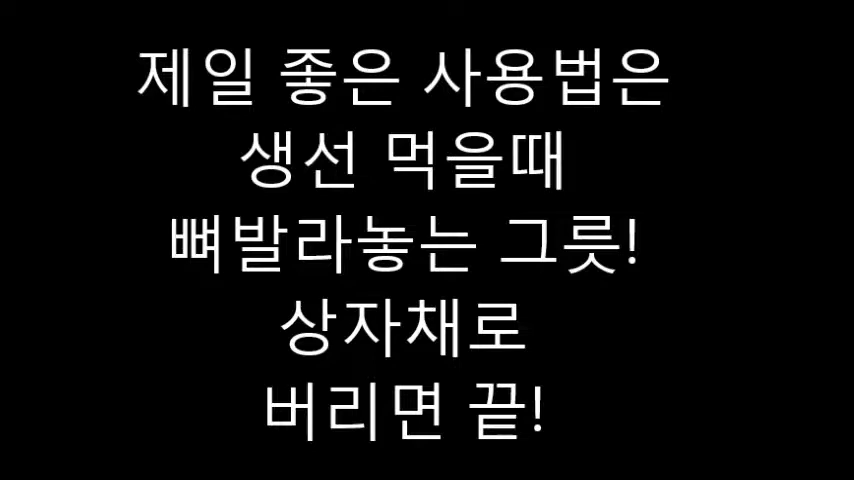 제일 좋은 사용법은
생선 먹을때
뼈발라놓는 그릇!
상자채로
버리면 끝!